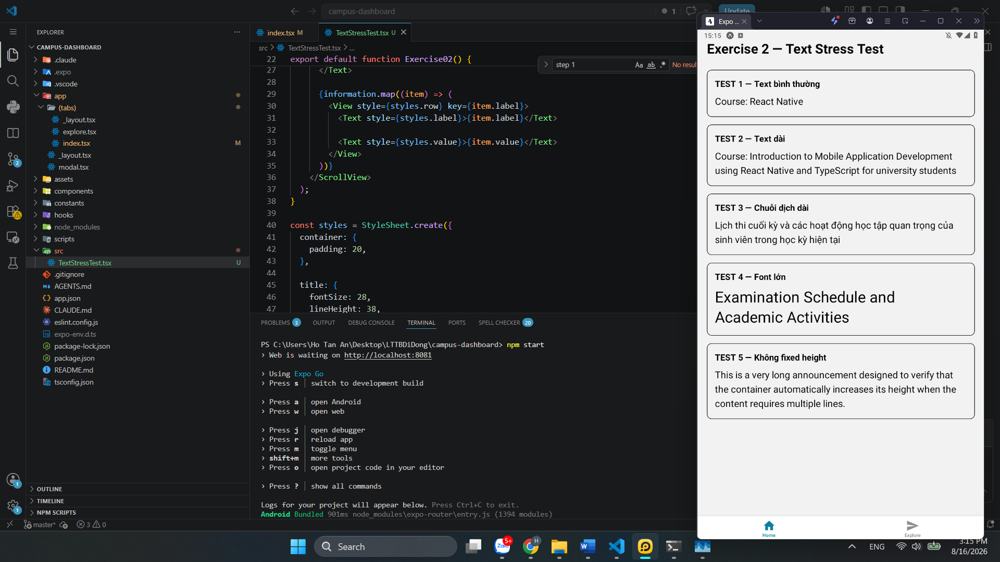 campus-dashboard
1
Update
EXPLORER
CAMPUS-DASHBOARD
.claude
.expo
.vscode
app
(tabs)
_layout.tsx
explore.tsx
index.tsx M
_layout.tsx
modal.tsx
assets
components
constants
hooks
node_modules
scripts
src
TextStressTest.tsx U
.gitignore
AGENTS.md
app.json
CLAUDE.md
eslint.config.js
expo-env.d.ts
package-lock.json
package.json
README.md
tsconfig.json
OUTLINE
TIMELINE
NPM SCRIPTS
2
1
1
master*
3 0
index.tsx M
TextStressTest.tsx U
src > TextStressTest.tsx > ...
step 1
Aa ab .*
22 export default function Exercise02() {
27 </Text>
28
29 {information.map((item) => (
30 <View style={styles.row} key={item.label}>
31 <Text style={styles.label}>{item.label}</Text>
32
33 <Text style={styles.value}>{item.value}</Text>
34 </View>
35 ))}
36 </ScrollView>
37 );
38 }
39
40 const styles = StyleSheet.create({
41 container: {
42 padding: 20,
43 },
44
45 title: {
46 fontSize: 28,
47 lineHeight: 38,
PROBLEMS 3
OUTPUT
DEBUG CONSOLE
TERMINAL
PORTS
SPELL CHECKER 20
PS C:\Users\Ho Tan An\Desktop\LTTBDiDong\campus-dashboard> npm start
› Web is waiting on http://localhost:8081
› Using Expo Go
› Press s │ switch to development build
› Press a │ open Android
› Press w │ open web
› Press j │ open debugger
› Press r │ reload app
› Press m │ toggle menu
› shift+m │ more tools
› Press o │ open project code in your editor
› Press ? │ show all commands
Logs for your project will appear below. Press Ctrl+C to exit.
Android Bundled 901ms node_modules\expo-router\entry.js (1394 modules)
Expo ...
15:15
Exercise 2 — Text Stress Test
TEST 1 — Text bình thường
Course: React Native
TEST 2 — Text dài
Course: Introduction to Mobile Application Development
using React Native and TypeScript for university students
TEST 3 — Chuỗi dịch dài
Lịch thi cuối kỳ và các hoạt động học tập quan trọng của
sinh viên trong học kỳ hiện tại
TEST 4 — Font lớn
Examination Schedule and
Academic Activities
TEST 5 — Không fixed height
This is a very long announcement designed to verify that
the container automatically increases its height when the
content requires multiple lines.
Home
Explore
Search
Zalo
5+
H
ENG
3:15 PM
8/16/2026